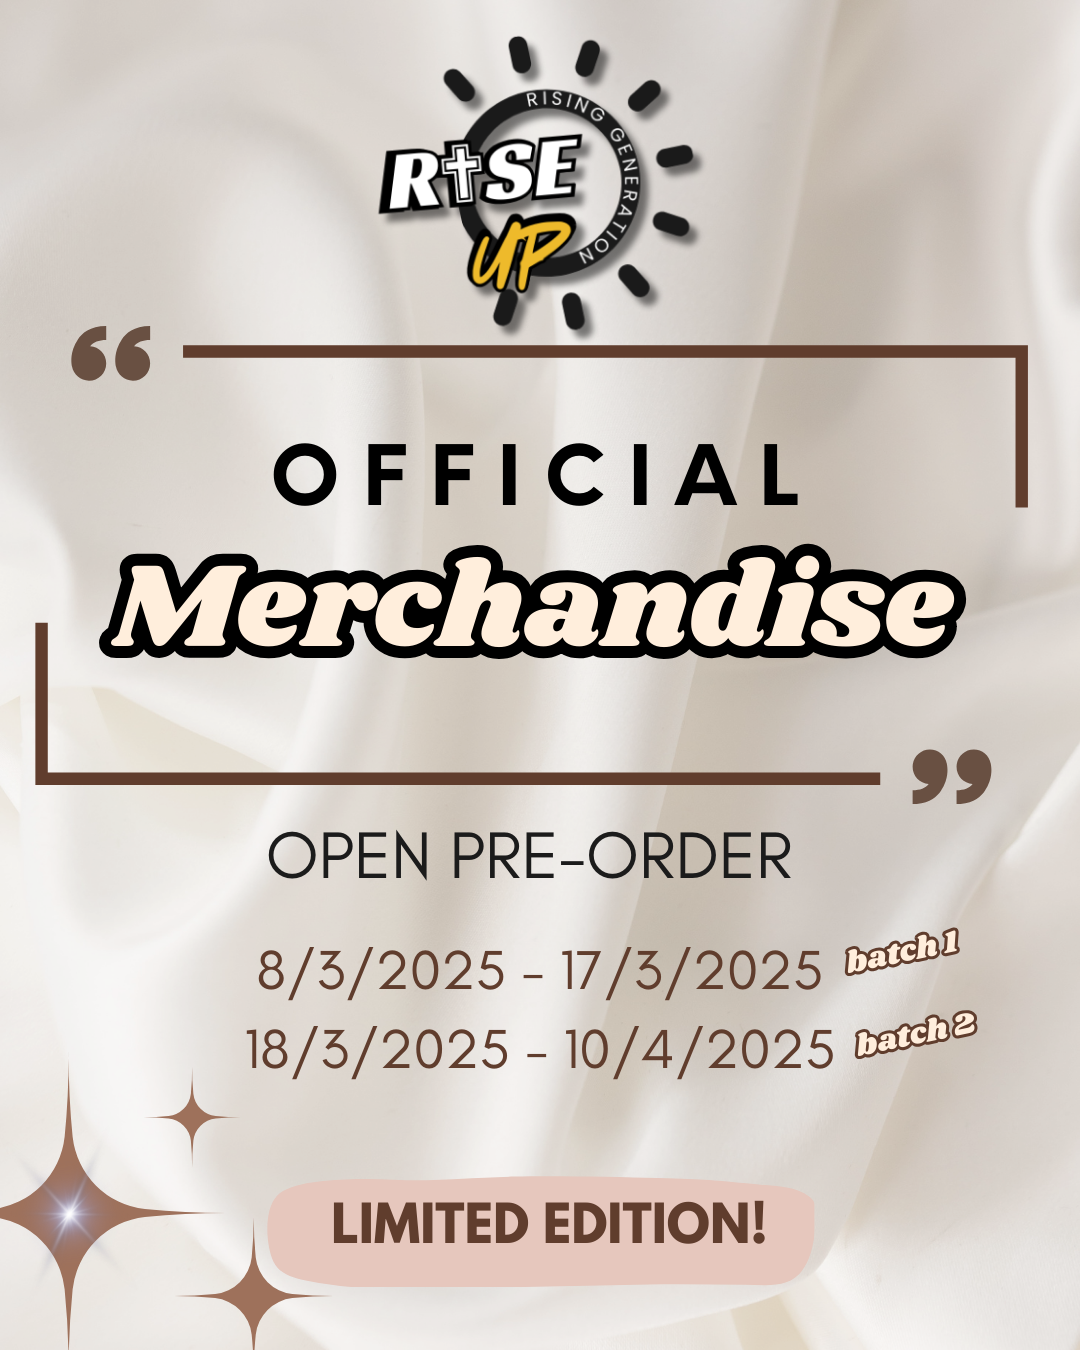 RISING GENERATION
R✝SE
UP
“
OFFICIAL
Merchandise
”
OPEN PRE-ORDER
8/3/2025 - 17/3/2025 batch 1
18/3/2025 - 10/4/2025 batch 2
LIMITED EDITION!